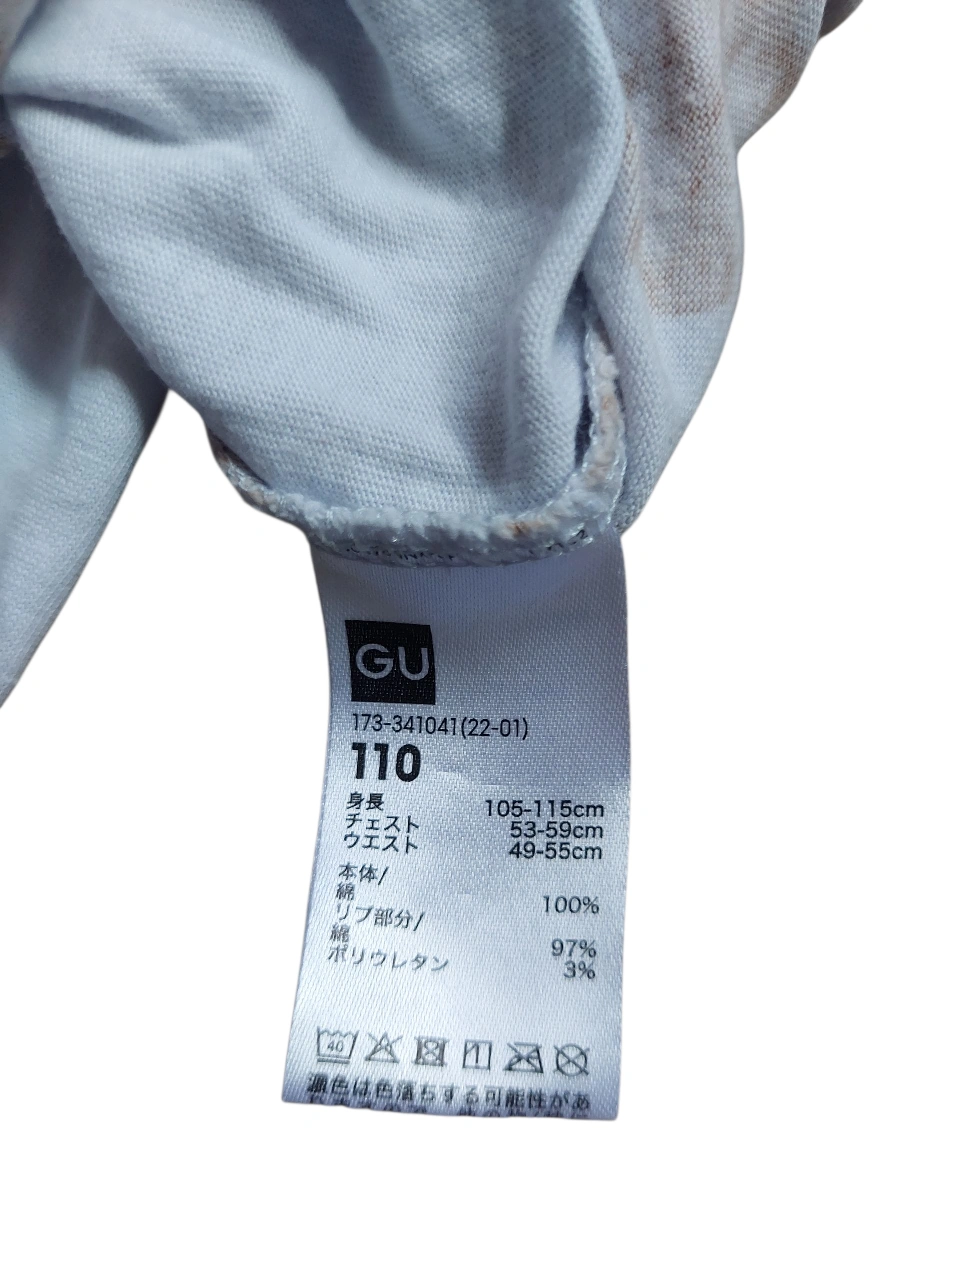 GU
173-341041(22-01)
110
身長 105-115cm
チェスト 53-59cm
ウエスト 49-55cm
本体/
綿 100%
リブ部分/
綿 97%
ポリウレタン 3%
40
濃色は色落ちする可能性があ